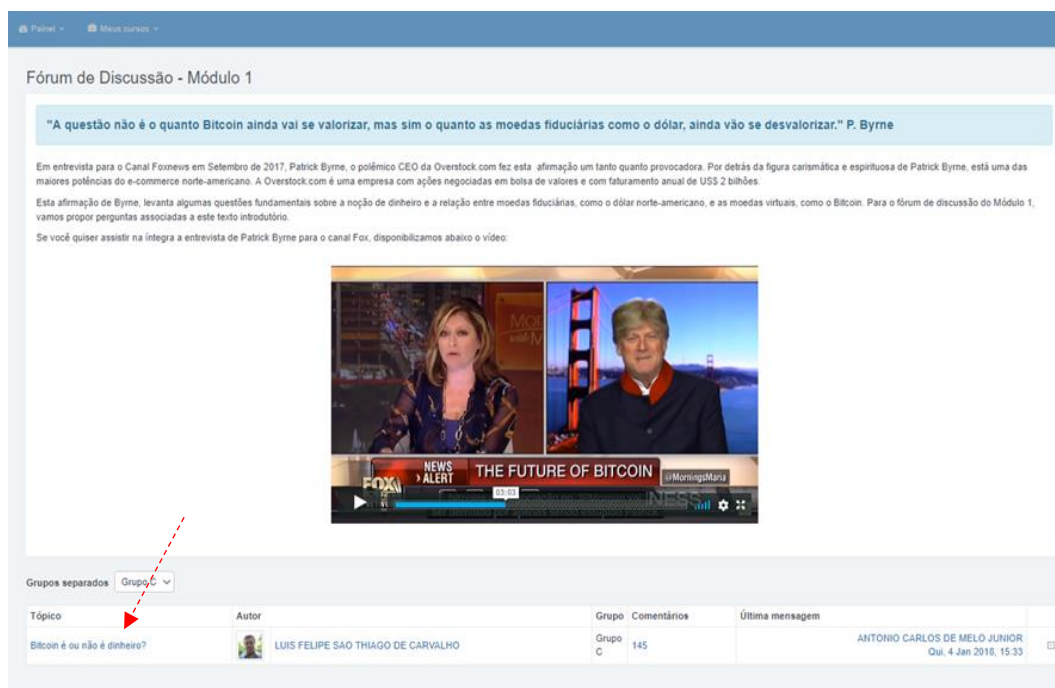 Painel
Meus cursos
Fórum de Discussão - Módulo 1
"A questão não é o quanto Bitcoin ainda vai se valorizar, mas sim o quanto as moedas fiduciárias como o dólar, ainda vão se desvalorizar." P. Byrne
Em entrevista para o Canal Foxnews em Setembro de 2017, Patrick Byrne, o polêmico CEO da Overstock.com fez esta afirmação um tanto quanto provocadora. Por detrás da figura carismática e espirituosa de Patrick Byrne, está uma das
maiores potências do e-commerce norte-americano. A Overstock.com é uma empresa com ações negociadas em bolsa de valores e com faturamento anual de US$ 2 bilhões.
Esta afirmação de Byrne, levanta algumas questões fundamentais sobre a noção de dinheiro e a relação entre moedas fiduciárias, como o dólar norte-americano, e as moedas virtuais, como o Bitcoin. Para o fórum de discussão do Módulo 1,
vamos propor perguntas associadas a este texto introdutório.
Se você quiser assistir na íntegra a entrevista de Patrick Byrne para o canal Fox, disponibilizamos abaixo o vídeo:
NEWS ALERT THE FUTURE OF BITCOIN @MorningsMaria
FOX
03:03
Grupos separados Grupo C
Tópico Autor Grupo Comentários Última mensagem
Bitcoin é ou não é dinheiro? LUIS FELIPE SAO THIAGO DE CARVALHO Grupo C 145 ANTONIO CARLOS DE MELO JUNIOR
Qui, 4 Jan 2018, 15:33